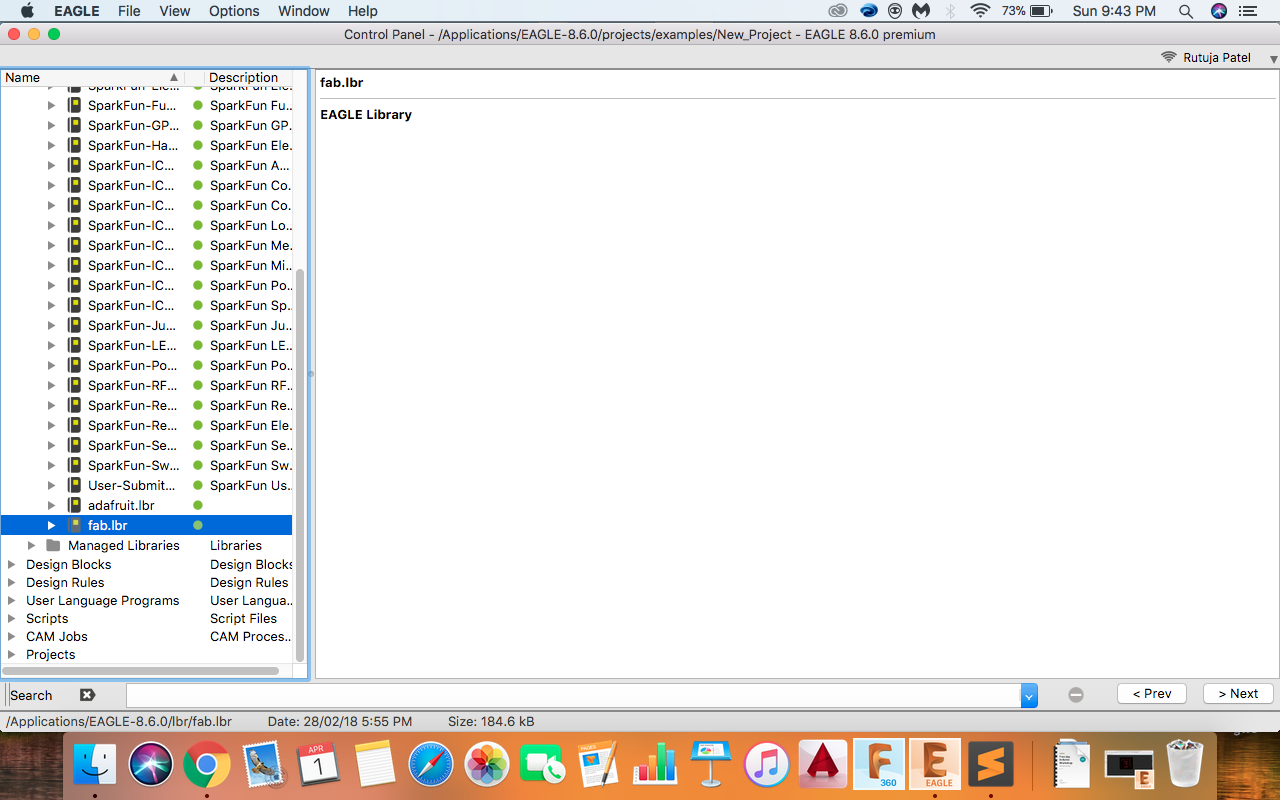 EAGLE File View Options Window Help 73% Sun 9:43 PM
Control Panel - /Applications/EAGLE-8.6.0/projects/examples/New_Project - EAGLE 8.6.0 premium
Rutuja Patel
Name Description
SparkFun-Ele... SparkFun Ele..
SparkFun-Fu... SparkFun Fu..
SparkFun-GP... SparkFun GP.
SparkFun-Ha... SparkFun Ele..
SparkFun-IC... SparkFun A...
SparkFun-IC... SparkFun Co.
SparkFun-IC... SparkFun Co.
SparkFun-IC... SparkFun Lo..
SparkFun-IC... SparkFun Me.
SparkFun-IC... SparkFun Mi..
SparkFun-IC... SparkFun Po..
SparkFun-IC... SparkFun Sp..
SparkFun-Ju... SparkFun Ju..
SparkFun-LE... SparkFun LE..
SparkFun-Po... SparkFun Po..
SparkFun-RF... SparkFun RF..
SparkFun-Re... SparkFun Re..
SparkFun-Re... SparkFun Ele..
SparkFun-Se... SparkFun Se..
SparkFun-Sw... SparkFun Sw.
User-Submit... SparkFun Us..
adafruit.lbr
fab.lbr
Managed Libraries Libraries
Design Blocks Design Blocks
Design Rules Design Rules
User Language Programs User Langua..
Scripts Script Files
CAM Jobs CAM Proces..
Projects
fab.lbr
EAGLE Library
Search < Prev > Next
/Applications/EAGLE-8.6.0/lbr/fab.lbr Date: 28/02/18 5:55 PM Size: 184.6 kB
APR
1
PAGES
F
360
E
EAGLE